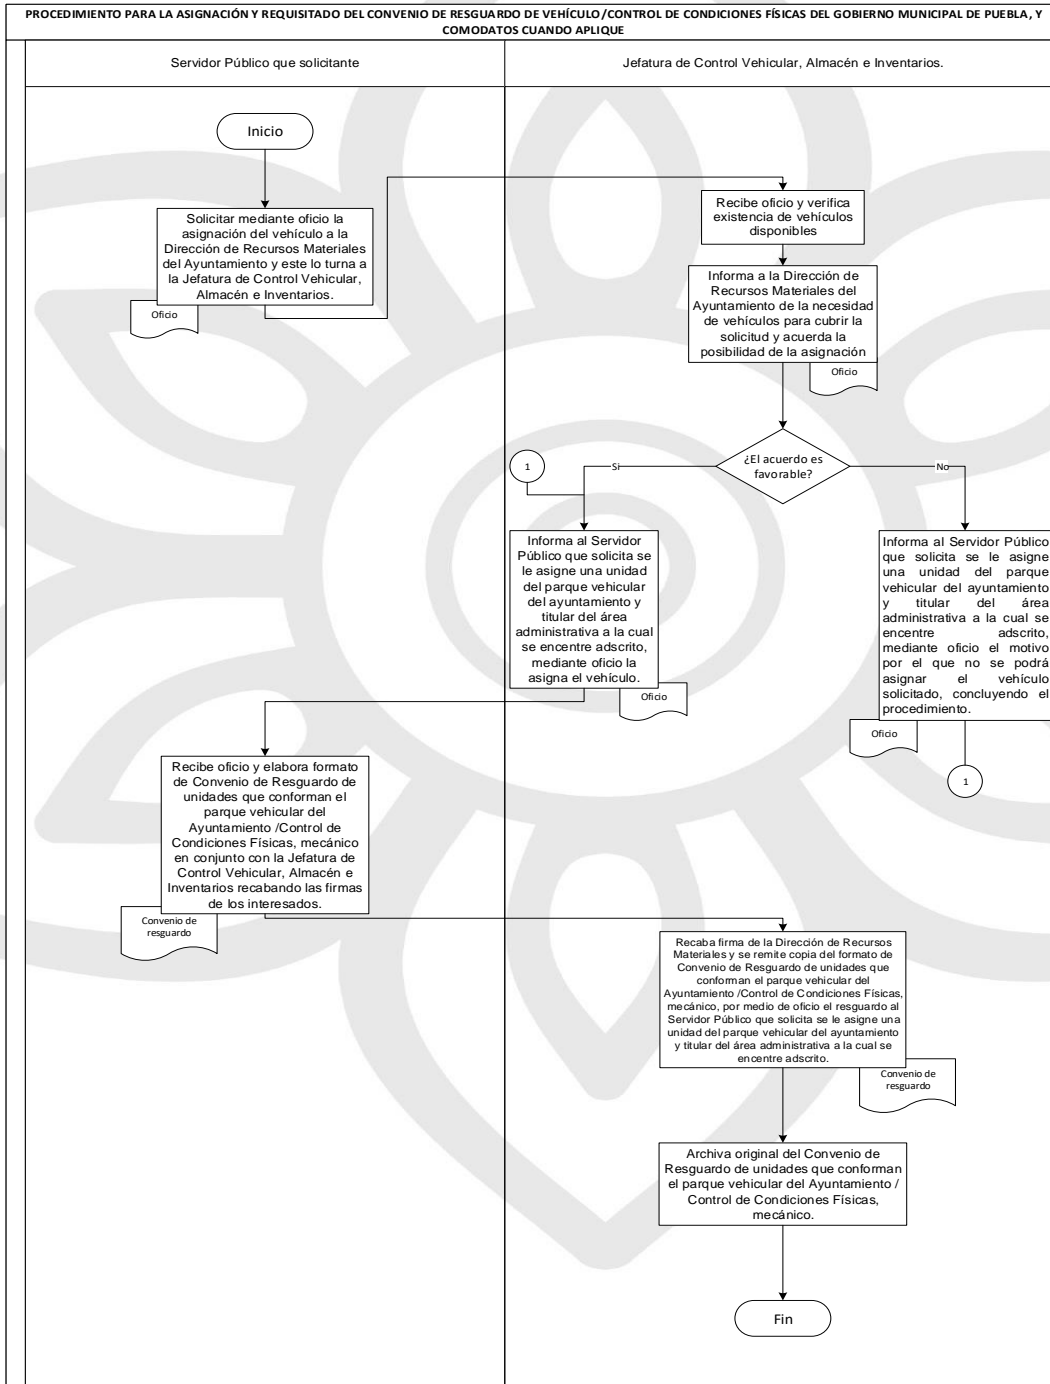 PROCEDIMIENTO PARA LA ASIGNACIÓN Y REQUISITADO DEL CONVENIO DE RESGUARDO DE VEHÍCULO/CONTROL DE CONDICIONES FÍSICAS DEL GOBIERNO MUNICIPAL DE PUEBLA, Y
COMODATOS CUANDO APLIQUE
Servidor Público que solicitante
Jefatura de Control Vehicular, Almacén e Inventarios.
Inicio
Solicitar mediante oficio la
asignación del vehículo a la
Dirección de Recursos Materiales
del Ayuntamiento y este lo turna a
la Jefatura de Control Vehicular,
Almacén e Inventarios.
Oficio
Recibe oficio y verifica
existencia de vehículos
disponibles
Informa a la Dirección de
Recursos Materiales del
Ayuntamiento de la necesidad
de vehículos para cubrir la
solicitud y acuerda la
posibilidad de la asignación
Oficio
¿El acuerdo es
favorable?
Si
No
1
Informa al Servidor
Público que solicita se
le asigne una unidad
del parque vehicular
del ayuntamiento y
titular del área
administrativa a la cual
se encentre adscrito,
mediante oficio la
asigna el vehículo.
Oficio
Informa al Servidor Público
que solicita se le asigne
una unidad del parque
vehicular del ayuntamiento
y titular del área
administrativa a la cual se
encentre adscrito,
mediante oficio el motivo
por el que no se podrá
asignar el vehículo
solicitado, concluyendo el
procedimiento.
Oficio
1
Recibe oficio y elabora formato
de Convenio de Resguardo de
unidades que conforman el
parque vehicular del
Ayuntamiento /Control de
Condiciones Físicas, mecánico
en conjunto con la Jefatura de
Control Vehicular, Almacén e
Inventarios recabando las firmas
de los interesados.
Convenio de
resguardo
Recaba firma de la Dirección de Recursos
Materiales y se remite copia del formato de
Convenio de Resguardo de unidades que
conforman el parque vehicular del
Ayuntamiento /Control de Condiciones Físicas,
mecánico, por medio de oficio el resguardo al
Servidor Público que solicita se le asigne una
unidad del parque vehicular del ayuntamiento
y titular del área administrativa a la cual se
encentre adscrito.
Convenio de
resguardo
Archiva original del Convenio de
Resguardo de unidades que conforman
el parque vehicular del Ayuntamiento /
Control de Condiciones Físicas,
mecánico.
Fin